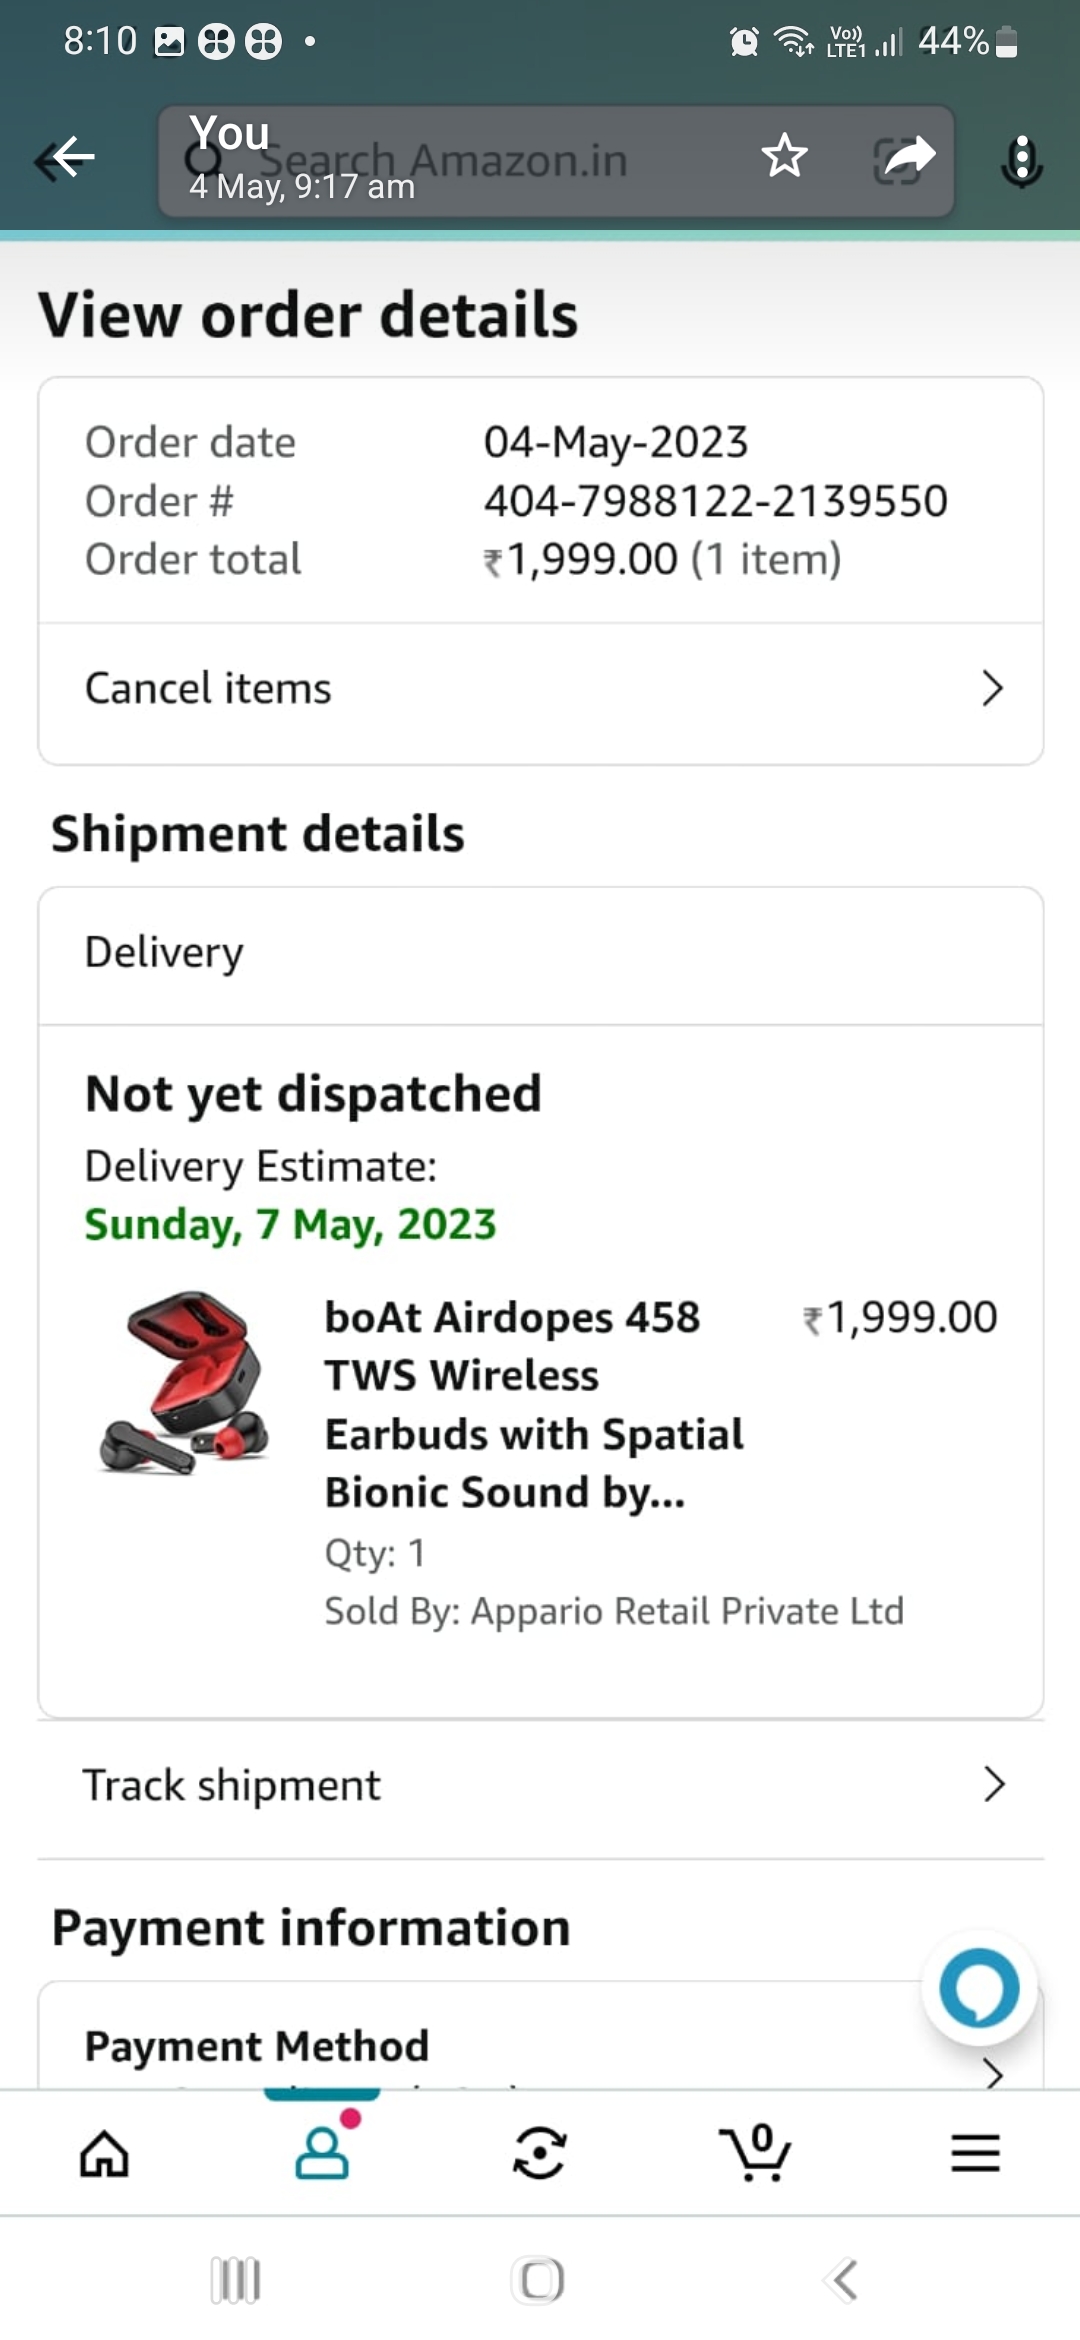 8:10
Vo)) LTE1 44%
You
Search Amazon.in
4 May, 9:17 am
View order details
Order date 04-May-2023
Order # 404-7988122-2139550
Order total ₹1,999.00 (1 item)
Cancel items
Shipment details
Delivery
Not yet dispatched
Delivery Estimate:
Sunday, 7 May, 2023
boAt Airdopes 458 ₹1,999.00
TWS Wireless
Earbuds with Spatial
Bionic Sound by...
Qty: 1
Sold By: Appario Retail Private Ltd
Track shipment
Payment information
Payment Method
0